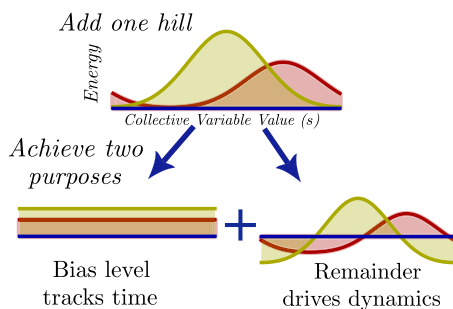 Add one hill
Energy
Collective Variable Value (s)
Achieve two
purposes
+
Bias level
tracks time
Remainder
drives dynamics